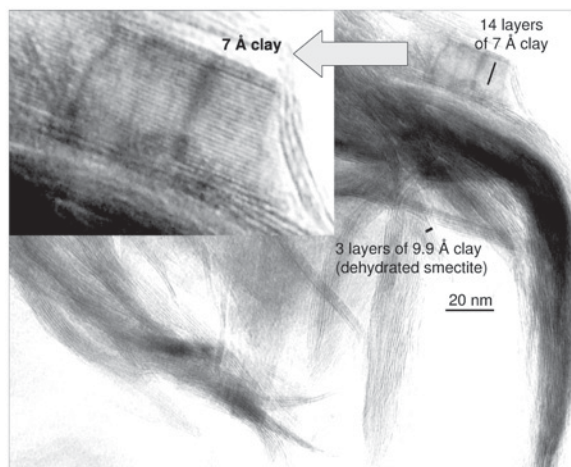 7 Å clay
14 layers
of 7 Å clay
3 layers of 9.9 Å clay
(dehydrated smectite)
20 nm